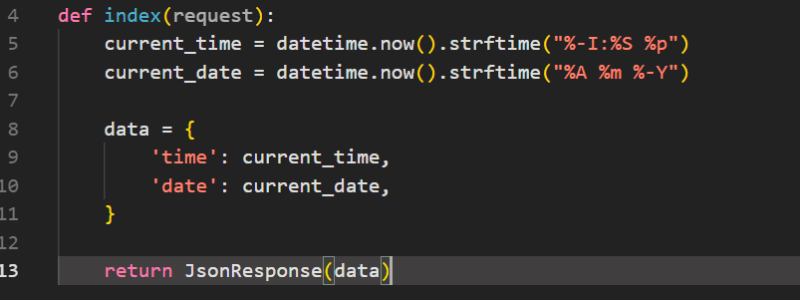 4 def index(request):
5 current_time = datetime.now().strftime("%-I:%S %p")
6 current_date = datetime.now().strftime("%A %m %-Y")
7
8 data = {
9 'time': current_time,
10 'date': current_date,
11 }
12
13 return JsonResponse(data)